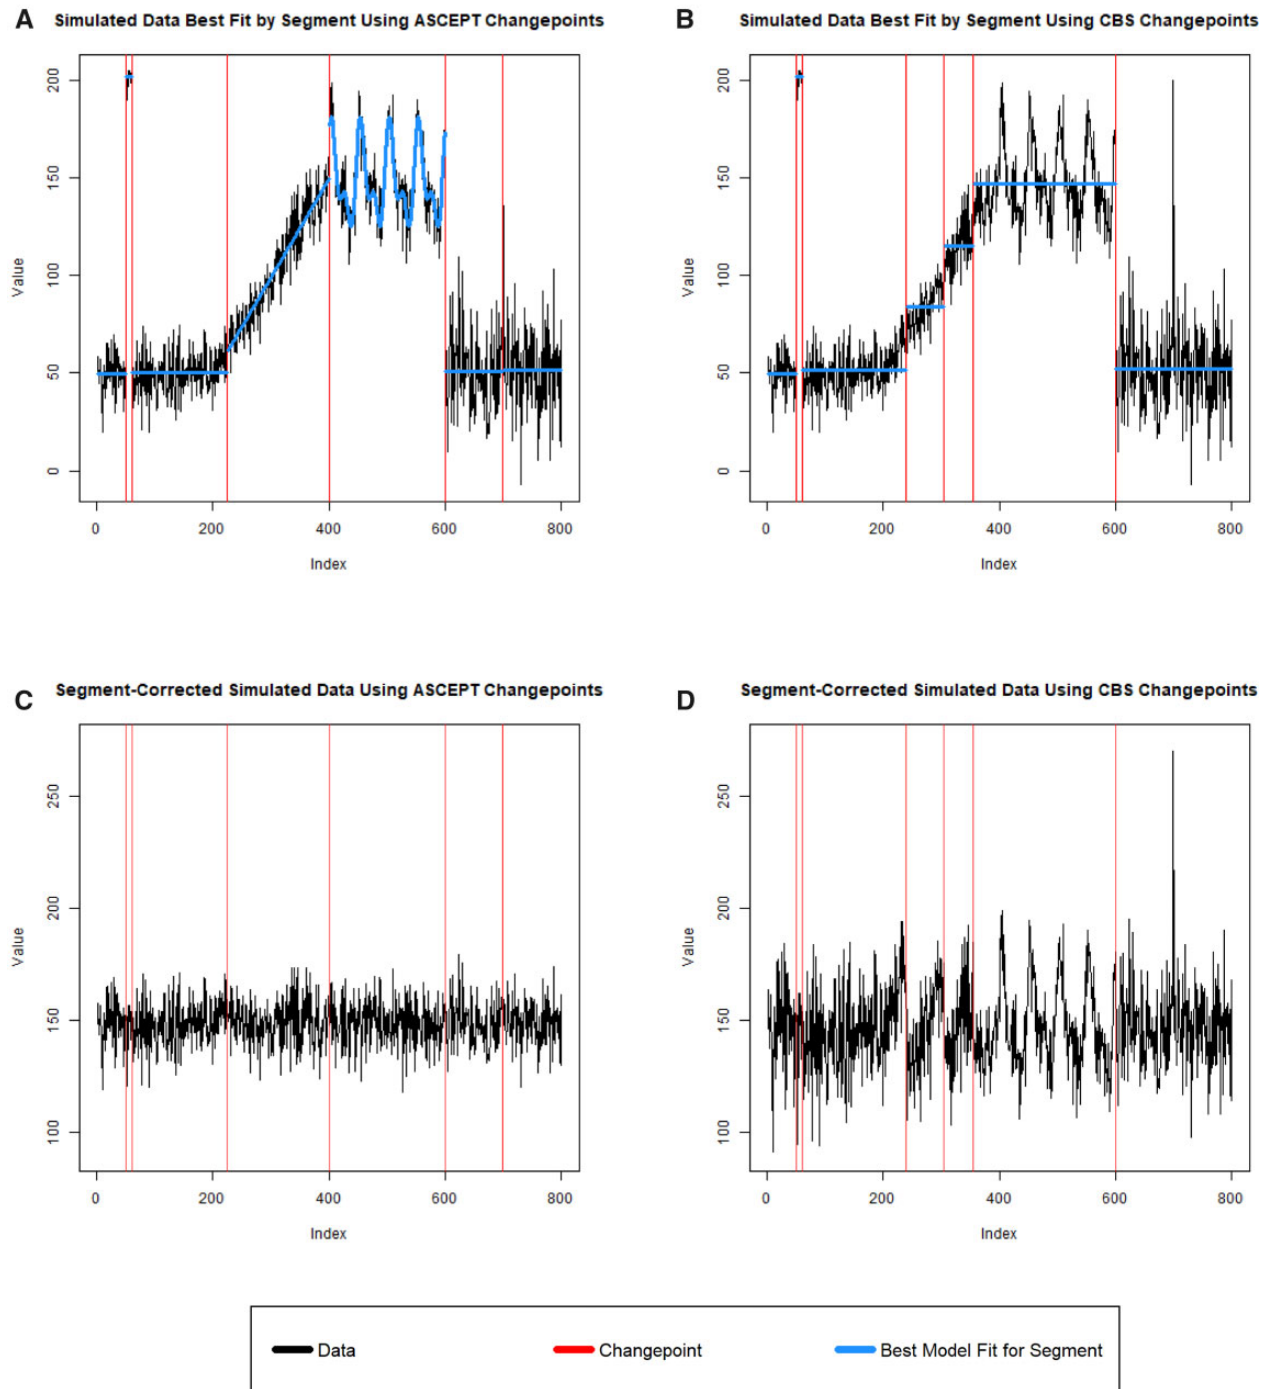 A Simulated Data Best Fit by Segment Using ASCEPT Changepoints
200
150
100
50
0
Value
0 200 400 600 800
Index
B Simulated Data Best Fit by Segment Using CBS Changepoints
200
150
100
50
0
Value
0 200 400 600 800
Index
C Segment-Corrected Simulated Data Using ASCEPT Changepoints
250
200
150
100
Value
0 200 400 600 800
Index
D Segment-Corrected Simulated Data Using CBS Changepoints
250
200
150
100
Value
0 200 400 600 800
Index
Data Changepoint Best Model Fit for Segment